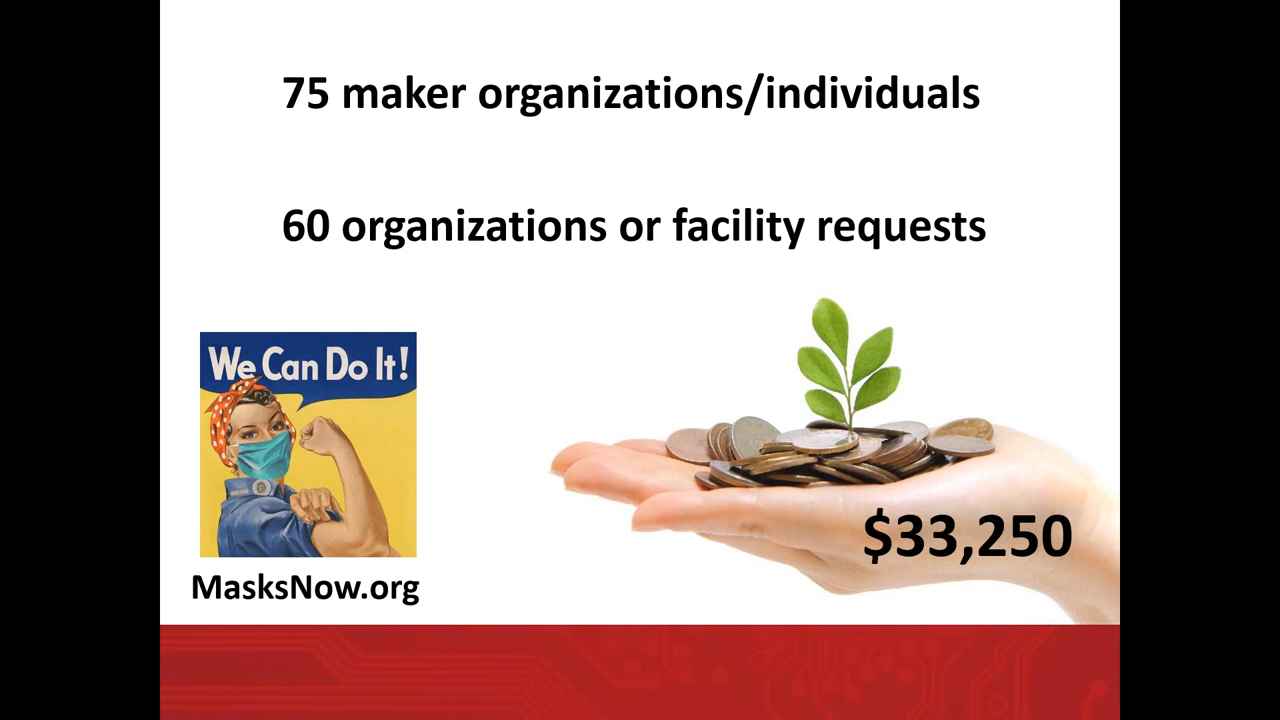 75 maker organizations/individuals
60 organizations or facility requests
We Can Do It!
$33,250
MasksNow.org